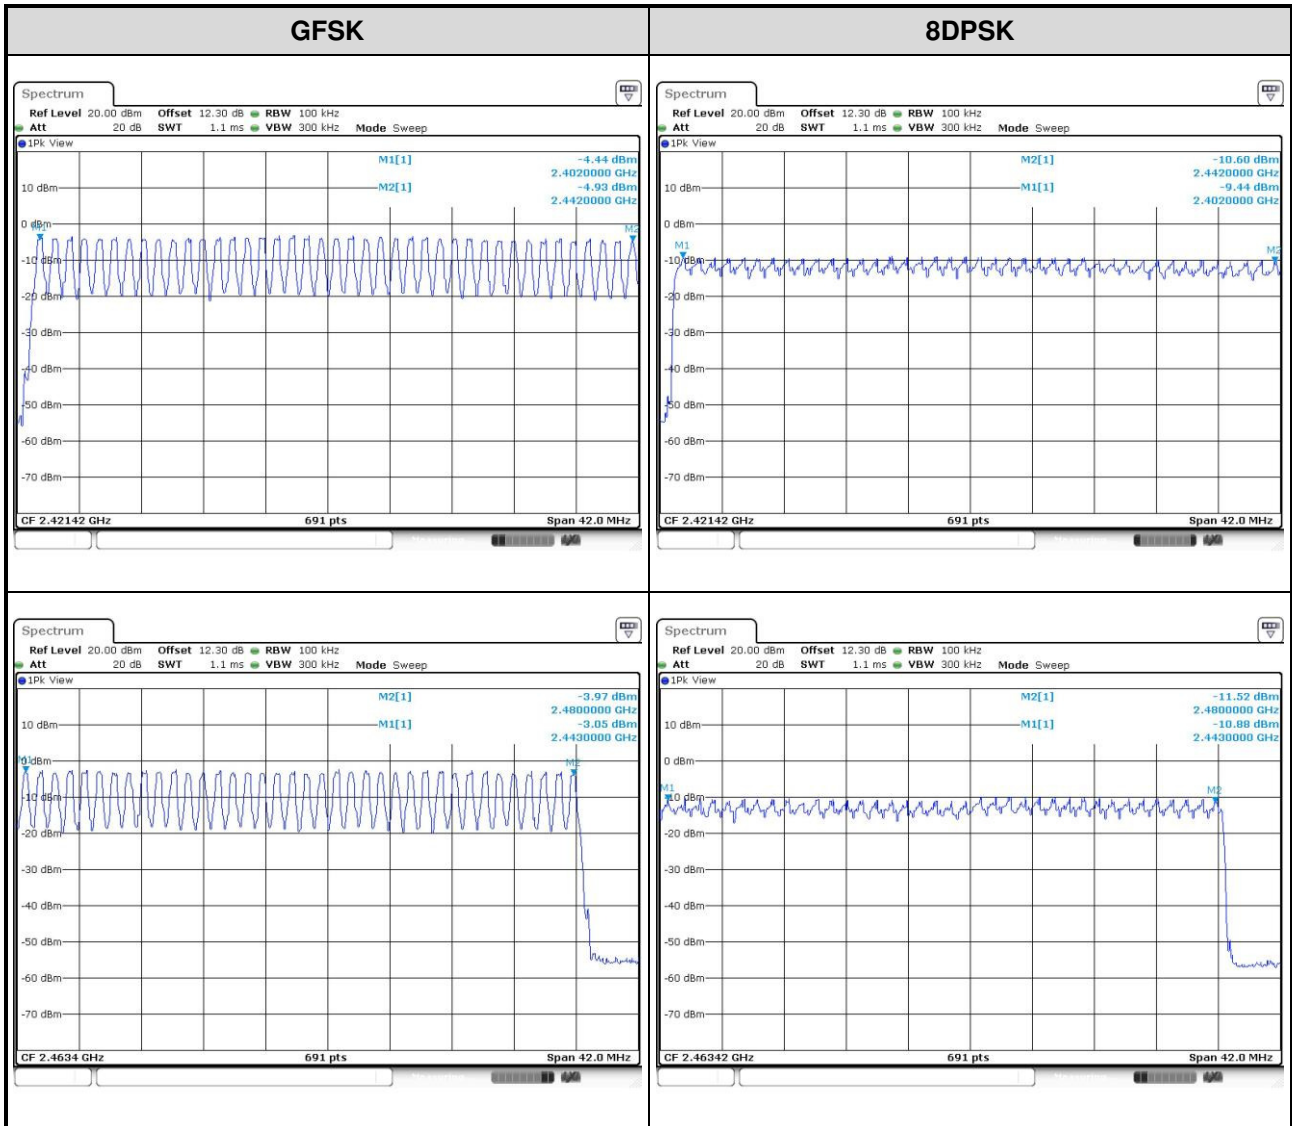 GFSK 8DPSK
Spectrum
Ref Level 20.00 dBm Offset 12.30 dB RBW 100 kHz
Att 20 dB SWT 1.1 ms VBW 300 kHz Mode Sweep
1Pk View
M1[1] -4.44 dBm
2.4020000 GHz
10 dBm M2[1] -4.93 dBm
2.4420000 GHz
0 dBm
M1 M2
-10 dBm
-20 dBm
-30 dBm
-40 dBm
-50 dBm
-60 dBm
-70 dBm
CF 2.42142 GHz 691 pts Span 42.0 MHz
Spectrum
Ref Level 20.00 dBm Offset 12.30 dB RBW 100 kHz
Att 20 dB SWT 1.1 ms VBW 300 kHz Mode Sweep
1Pk View
M2[1] -10.60 dBm
2.4420000 GHz
10 dBm M1[1] -9.44 dBm
2.4020000 GHz
0 dBm
M1 M2
-10 dBm
-20 dBm
-30 dBm
-40 dBm
-50 dBm
-60 dBm
-70 dBm
CF 2.42142 GHz 691 pts Span 42.0 MHz
Spectrum
Ref Level 20.00 dBm Offset 12.30 dB RBW 100 kHz
Att 20 dB SWT 1.1 ms VBW 300 kHz Mode Sweep
1Pk View
M2[1] -3.97 dBm
2.4800000 GHz
10 dBm M1[1] -3.05 dBm
2.4430000 GHz
M1 M2
0 dBm
-10 dBm
-20 dBm
-30 dBm
-40 dBm
-50 dBm
-60 dBm
-70 dBm
CF 2.4634 GHz 691 pts Span 42.0 MHz
Spectrum
Ref Level 20.00 dBm Offset 12.30 dB RBW 100 kHz
Att 20 dB SWT 1.1 ms VBW 300 kHz Mode Sweep
1Pk View
M2[1] -11.52 dBm
2.4800000 GHz
10 dBm M1[1] -10.88 dBm
2.4430000 GHz
0 dBm
M1 M2
-10 dBm
-20 dBm
-30 dBm
-40 dBm
-50 dBm
-60 dBm
-70 dBm
CF 2.46342 GHz 691 pts Span 42.0 MHz